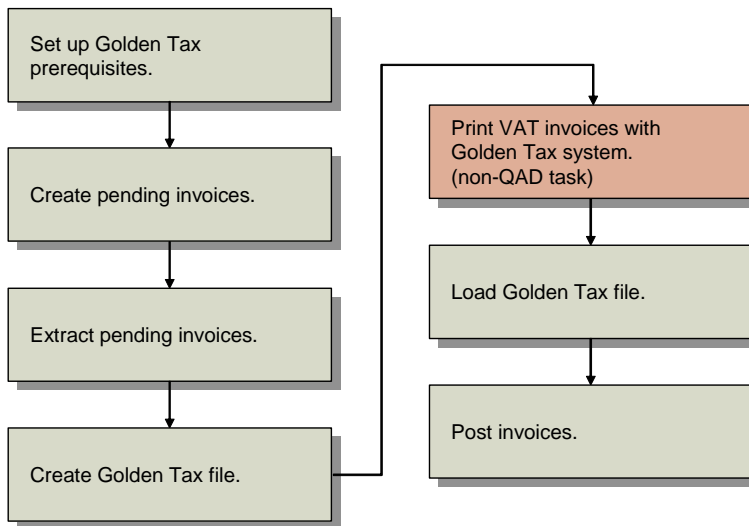 Set up Golden Tax
prerequisites.
Create pending invoices.
Extract pending invoices.
Create Golden Tax file.
Print VAT invoices with
Golden Tax system.
(non-QAD task)
Load Golden Tax file.
Post invoices.